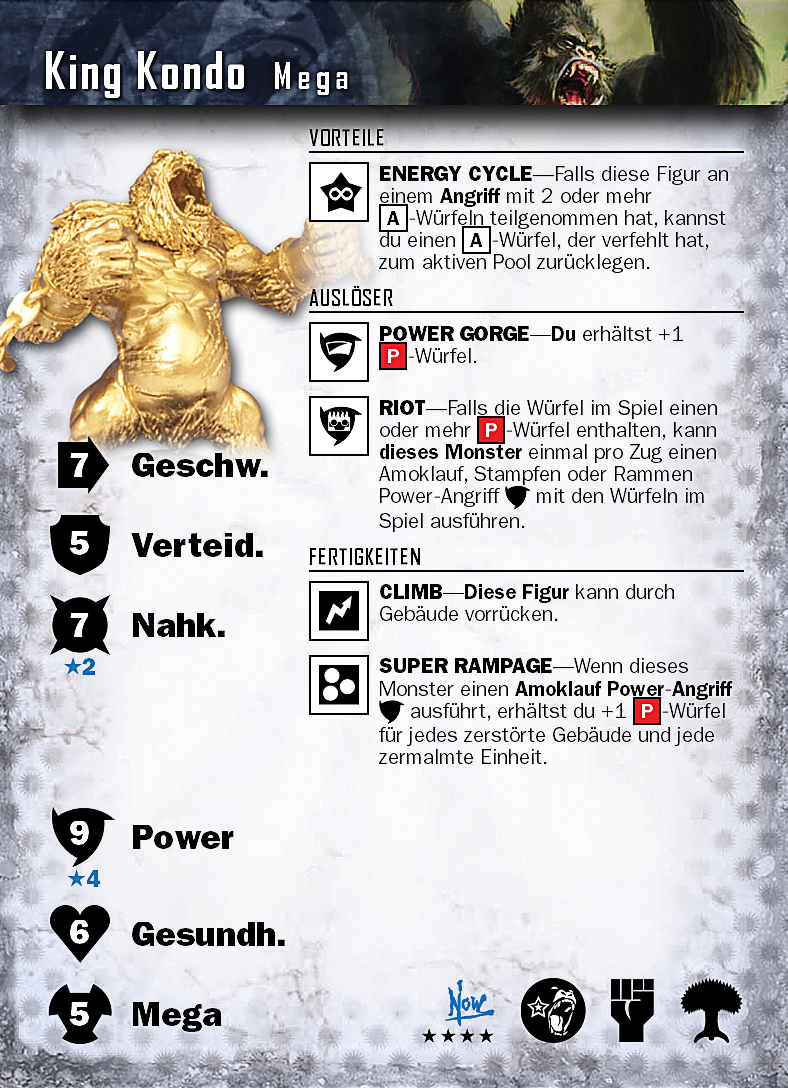 King Kondo Mega
VORTEILE
ENERGY CYCLE—Falls diese Figur an
einem Angriff mit 2 oder mehr
A-Würfeln teilgenommen hat, kannst
du einen A-Würfel, der verfehlt hat,
zum aktiven Pool zurücklegen.
AUSLÖSER
POWER GORGE—Du erhältst +1
P-Würfel.
RIOT—Falls die Würfel im Spiel einen
oder mehr P-Würfel enthalten, kann
dieses Monster einmal pro Zug einen
Amoklauf, Stampfen oder Rammen
Power-Angriff mit den Würfeln im
Spiel ausführen.
FERTIGKEITEN
CLIMB—Diese Figur kann durch
Gebäude vorrücken.
SUPER RAMPAGE—Wenn dieses
Monster einen Amoklauf Power-Angriff
ausführt, erhältst du +1 P-Würfel
für jedes zerstörte Gebäude und jede
zermalmte Einheit.
7 Geschw.
5 Verteid.
7 Nahk.
★2
9 Power
★4
6 Gesundh.
5 Mega
Now
★★★★